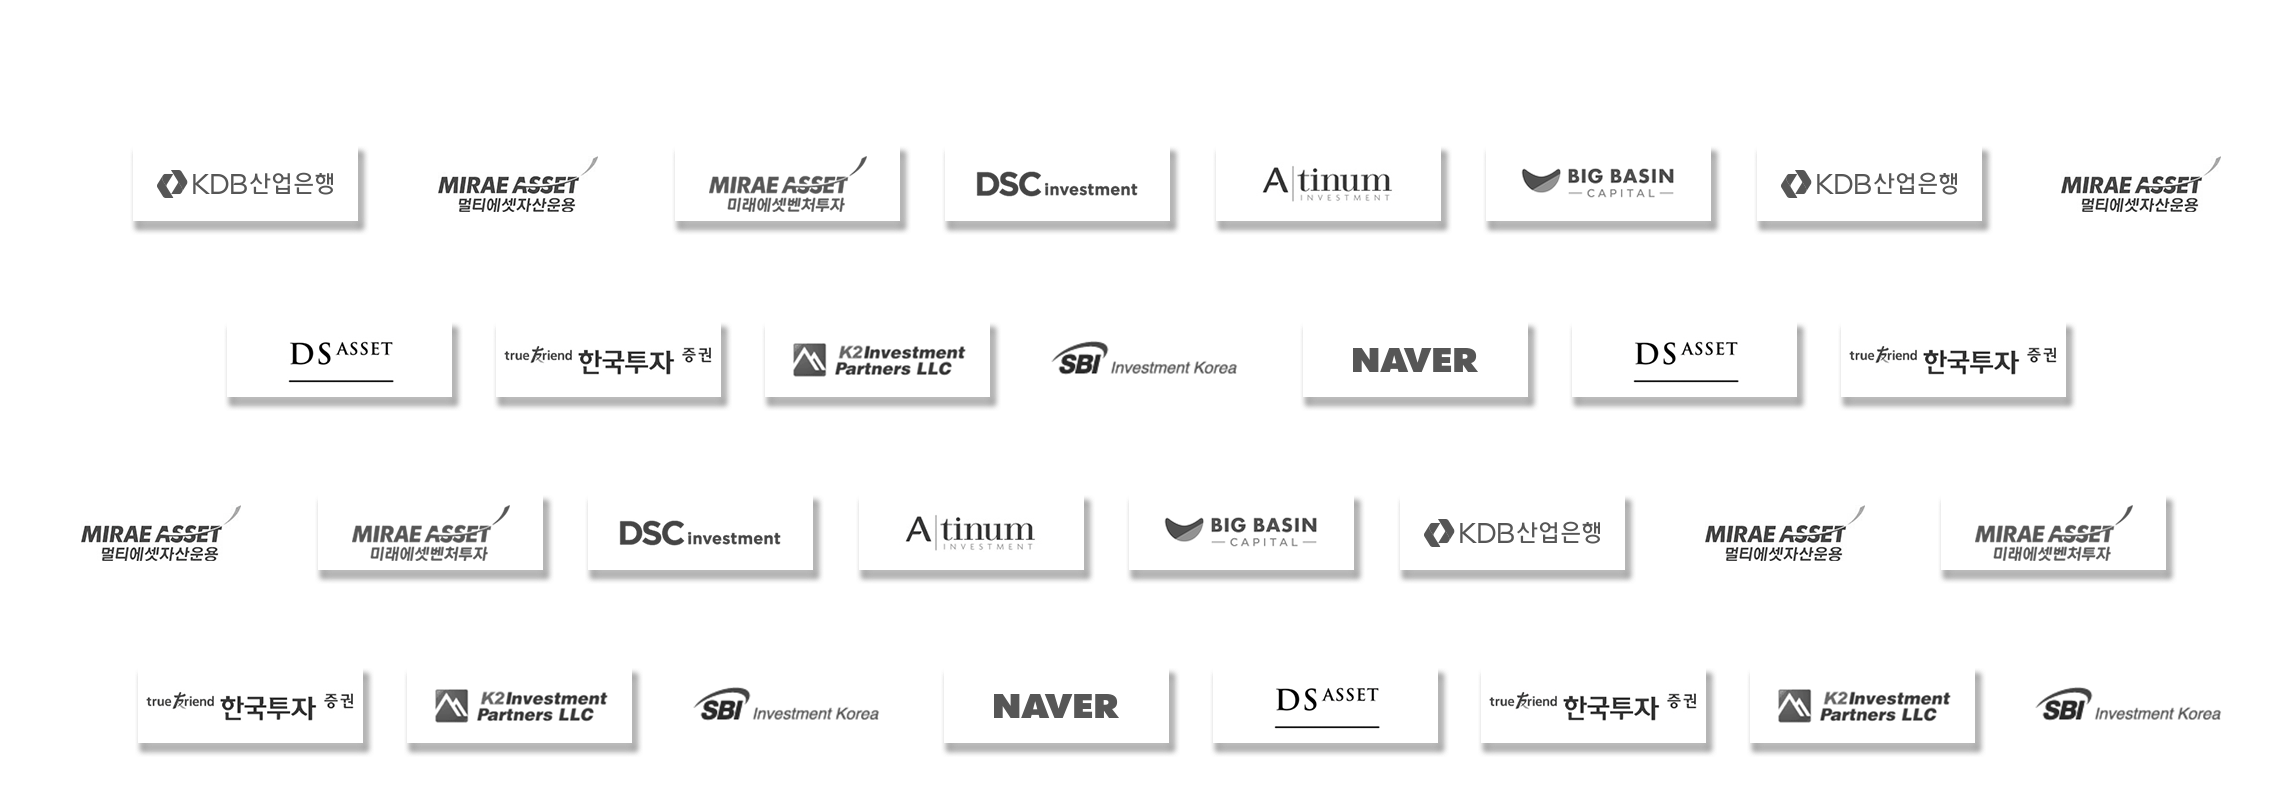 KDB산업은행
MIRAE ASSET
멀티에셋자산운용
MIRAE ASSET
미래에셋벤처투자
DSC investment
Atinum
INVESTMENT
BIG BASIN
CAPITAL
KDB산업은행
MIRAE ASSET
멀티에셋자산운용
DS ASSET
true friend 한국투자 증권
K2Investment
Partners LLC
SBI Investment Korea
NAVER
DS ASSET
true friend 한국투자 증권
MIRAE ASSET
멀티에셋자산운용
MIRAE ASSET
미래에셋벤처투자
DSC investment
Atinum
INVESTMENT
BIG BASIN
CAPITAL
KDB산업은행
MIRAE ASSET
멀티에셋자산운용
MIRAE ASSET
미래에셋벤처투자
true friend 한국투자 증권
K2Investment
Partners LLC
SBI Investment Korea
NAVER
DS ASSET
true friend 한국투자 증권
K2Investment
Partners LLC
SBI Investment Korea